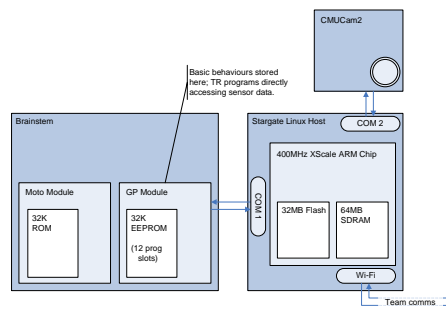 CMUCam2
Basic behaviours stored
here; TR programs directly
accessing sensor data.
Brainstem
Stargate Linux Host
COM 2
400MHz XScale ARM Chip
Moto Module
GP Module
32K
ROM
32K
EEPROM
(12 prog
slots)
COM 1
32MB Flash
64MB
SDRAM
Wi-Fi
Team comms